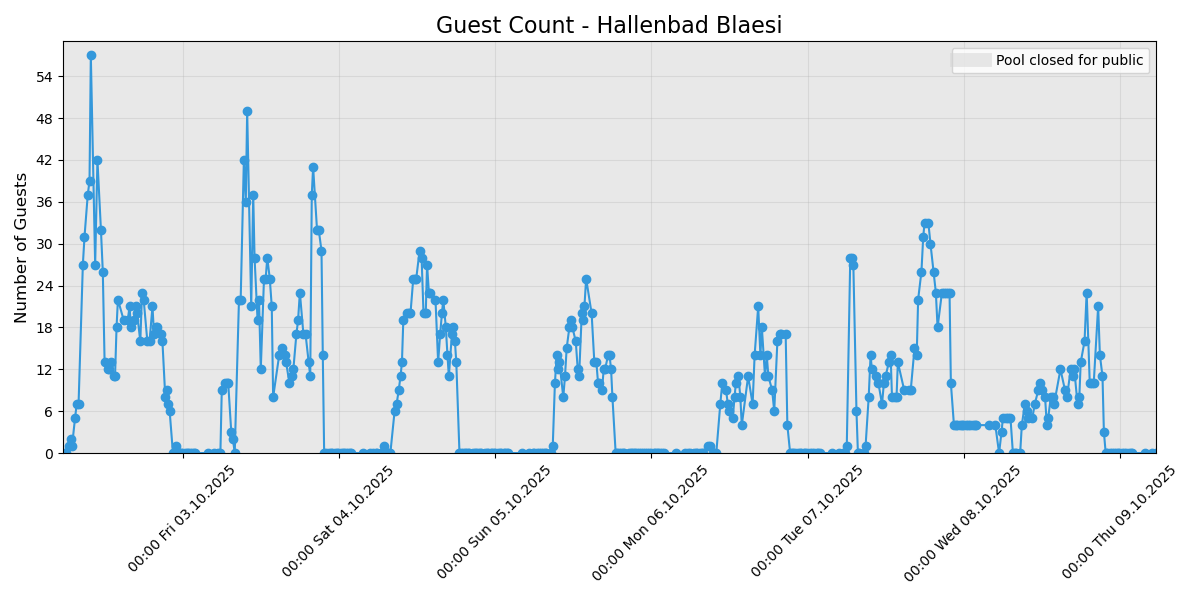 Guest Count - Hallenbad Blaesi
Pool closed for public
Number of Guests
54
48
42
36
30
24
18
12
6
0
00:00 Fri 03.10.2025
00:00 Sat 04.10.2025
00:00 Sun 05.10.2025
00:00 Mon 06.10.2025
00:00 Tue 07.10.2025
00:00 Wed 08.10.2025
00:00 Thu 09.10.2025